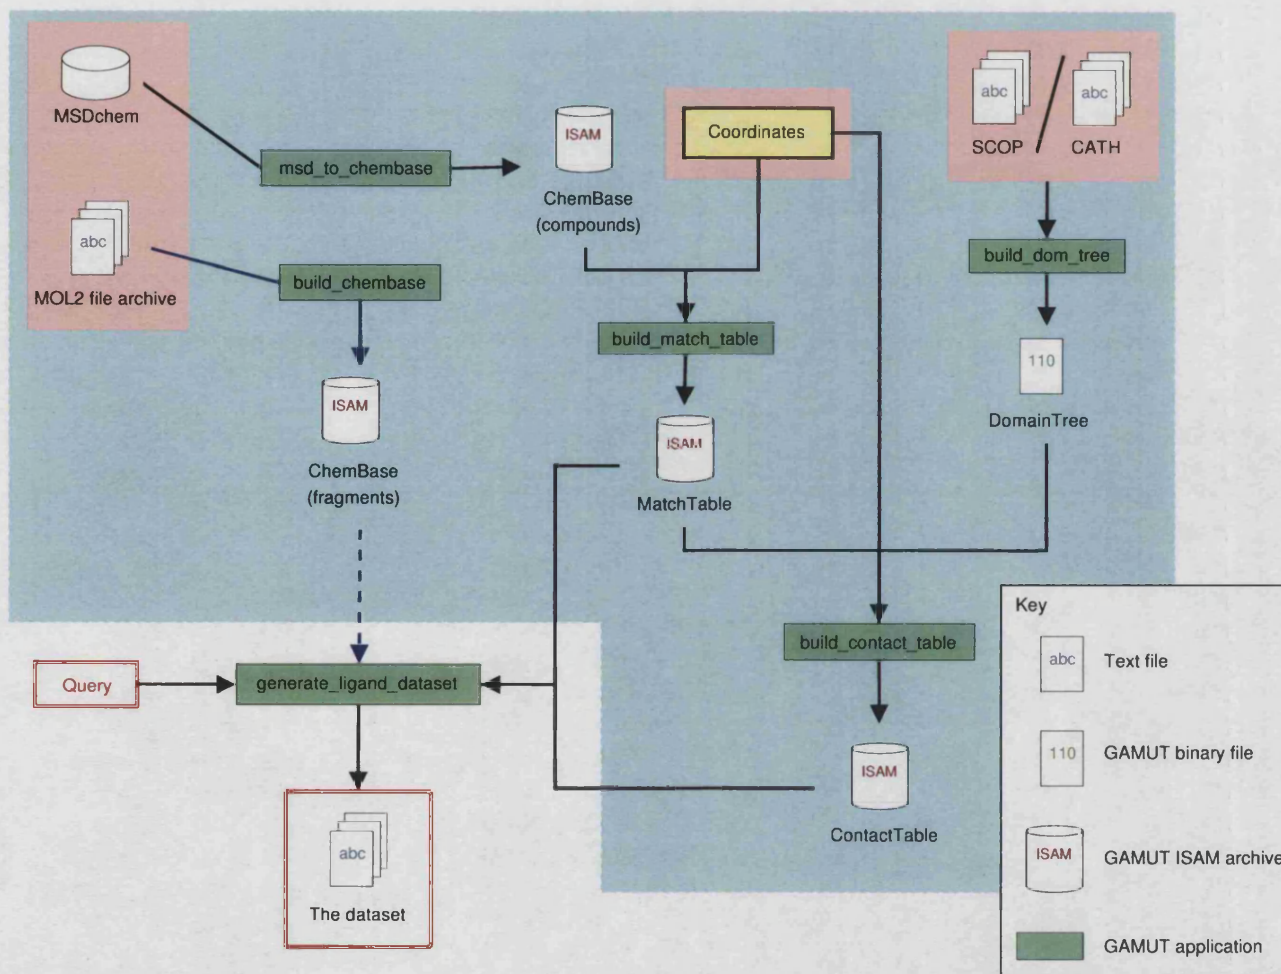 abc
abc
MSDchem
SCOP
CATH
ISAM
Coordinates
msd_to_chembase
ChemBase
(compounds)
abc
MOL2 file archive
build_chembase
build_dom_tree
build_match_table
110
DomainTree
ISAM
ChemBase
(fragments)
ISAM
MatchTable
Query
generate_ligand_dataset
build_contact_table
ISAM
ContactTable
abc
The dataset
Key
abc
Text file
110
GAMUT binary file
ISAM
GAMUT ISAM archive
GAMUT application